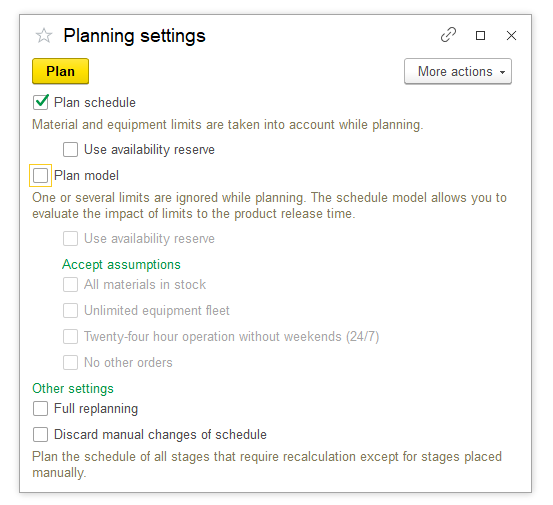 Planning settings
Plan
More actions
Plan schedule
Material and equipment limits are taken into account while planning.
Use availability reserve
Plan model
One or several limits are ignored while planning. The schedule model allows you to
evaluate the impact of limits to the product release time.
Use availability reserve
Accept assumptions
All materials in stock
Unlimited equipment fleet
Twenty-four hour operation without weekends (24/7)
No other orders
Other settings
Full replanning
Discard manual changes of schedule
Plan the schedule of all stages that require recalculation except for stages placed
manually.